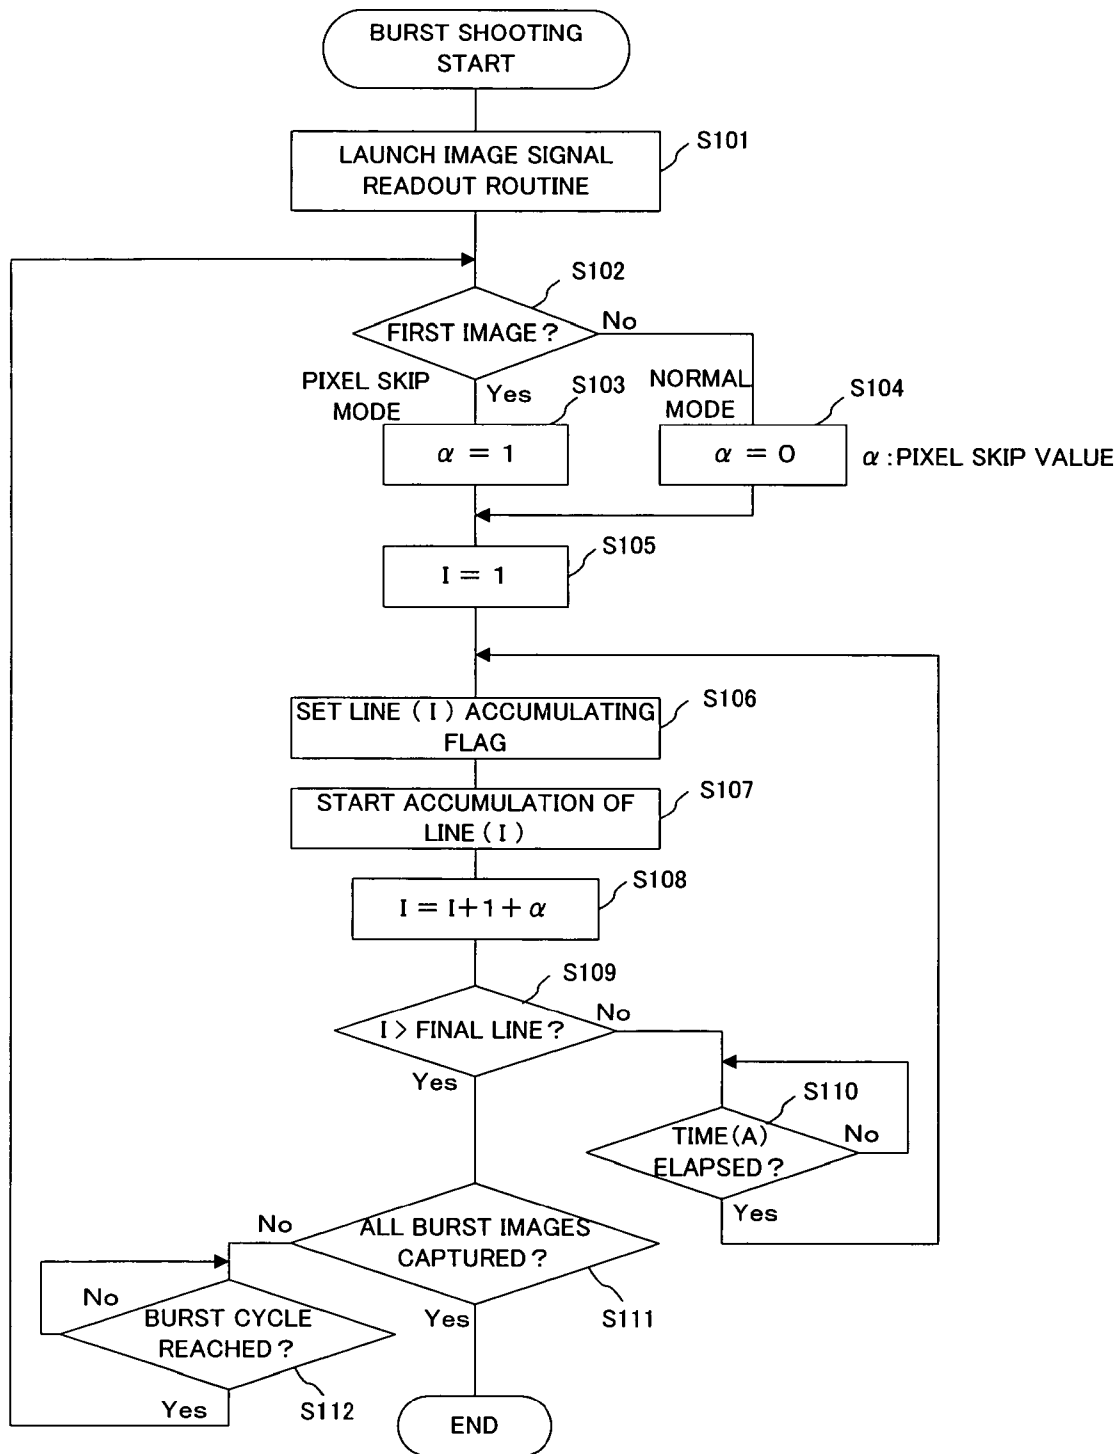 BURST SHOOTING
START
S101
LAUNCH IMAGE SIGNAL
READOUT ROUTINE
S102
FIRST IMAGE?
No
PIXEL SKIP
MODE
Yes
S103
NORMAL
MODE
S104
α = 1
α = 0
α:PIXEL SKIP VALUE
S105
I = 1
S106
SET LINE (I) ACCUMULATING
FLAG
S107
START ACCUMULATION OF
LINE(I)
S108
I = I+1+α
S109
I > FINAL LINE?
No
Yes
S110
TIME(A)
ELAPSED?
No
Yes
ALL BURST IMAGES
CAPTURED?
No
S111
Yes
No
BURST CYCLE
REACHED?
S112
Yes
END